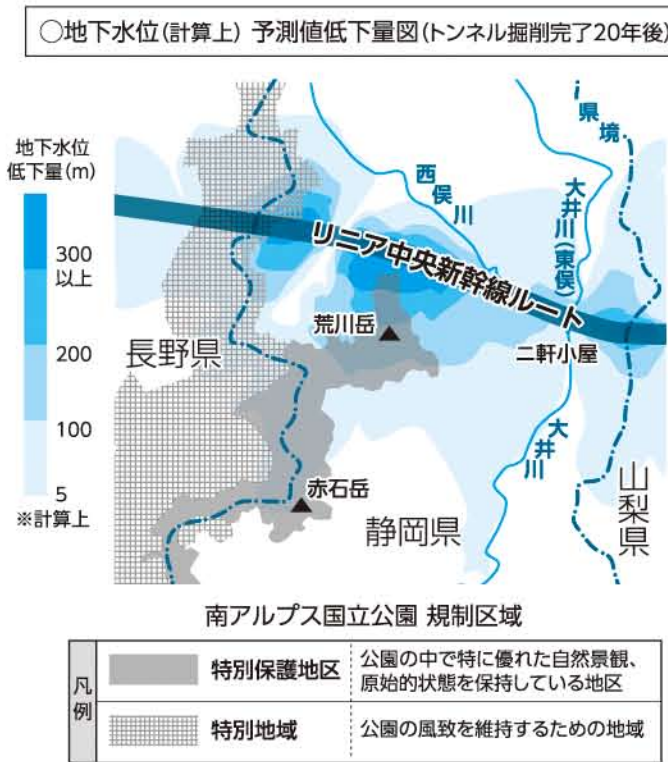 ○地下水位(計算上) 予測値低下量図(トンネル掘削完了20年後)
地下水位
低下量(m)
300
以上
200
100
5
※計算上
県境
西俣川
大井川(東俣)
リニア中央新幹線ルート
荒川岳
二軒小屋
長野県
大井川
赤石岳
静岡県
山梨県
南アルプス国立公園 規制区域
凡例
特別保護地区
公園の中で特に優れた自然景観、
原始的状態を保持している地区
特別地域
公園の風致を維持するための地域